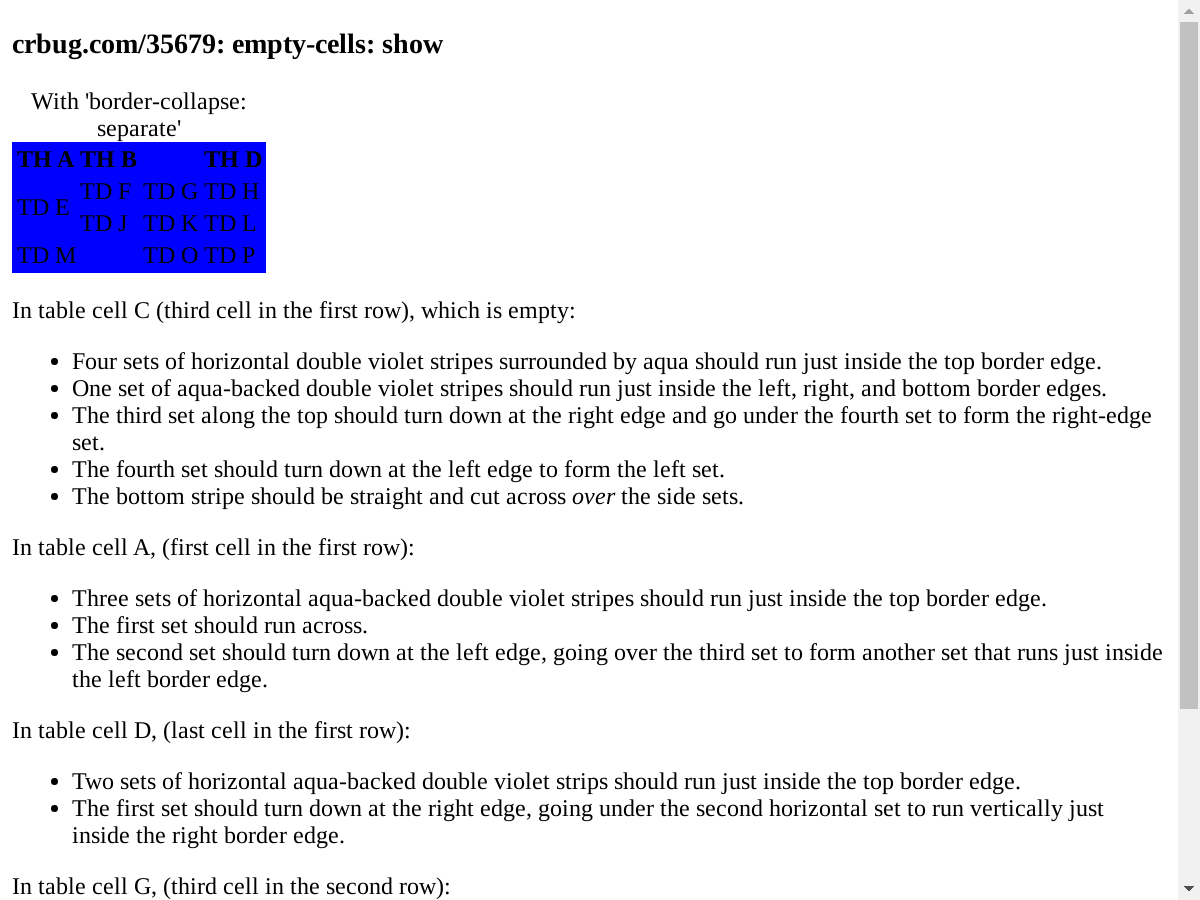 crbug.com/35679: empty-cells: show
With 'border-collapse:
separate'
TH A TH B TH D
TD F TD G TD H
TD E
TD J TD K TD L
TD M TD O TD P
In table cell C (third cell in the first row), which is empty:
• Four sets of horizontal double violet stripes surrounded by aqua should run just inside the top border edge.
• One set of aqua-backed double violet stripes should run just inside the left, right, and bottom border edges.
• The third set along the top should turn down at the right edge and go under the fourth set to form the right-edge
set.
• The fourth set should turn down at the left edge to form the left set.
• The bottom stripe should be straight and cut across over the side sets.
In table cell A, (first cell in the first row):
• Three sets of horizontal aqua-backed double violet stripes should run just inside the top border edge.
• The first set should run across.
• The second set should turn down at the left edge, going over the third set to form another set that runs just inside
the left border edge.
In table cell D, (last cell in the first row):
• Two sets of horizontal aqua-backed double violet strips should run just inside the top border edge.
• The first set should turn down at the right edge, going under the second horizontal set to run vertically just
inside the right border edge.
In table cell G, (third cell in the second row):